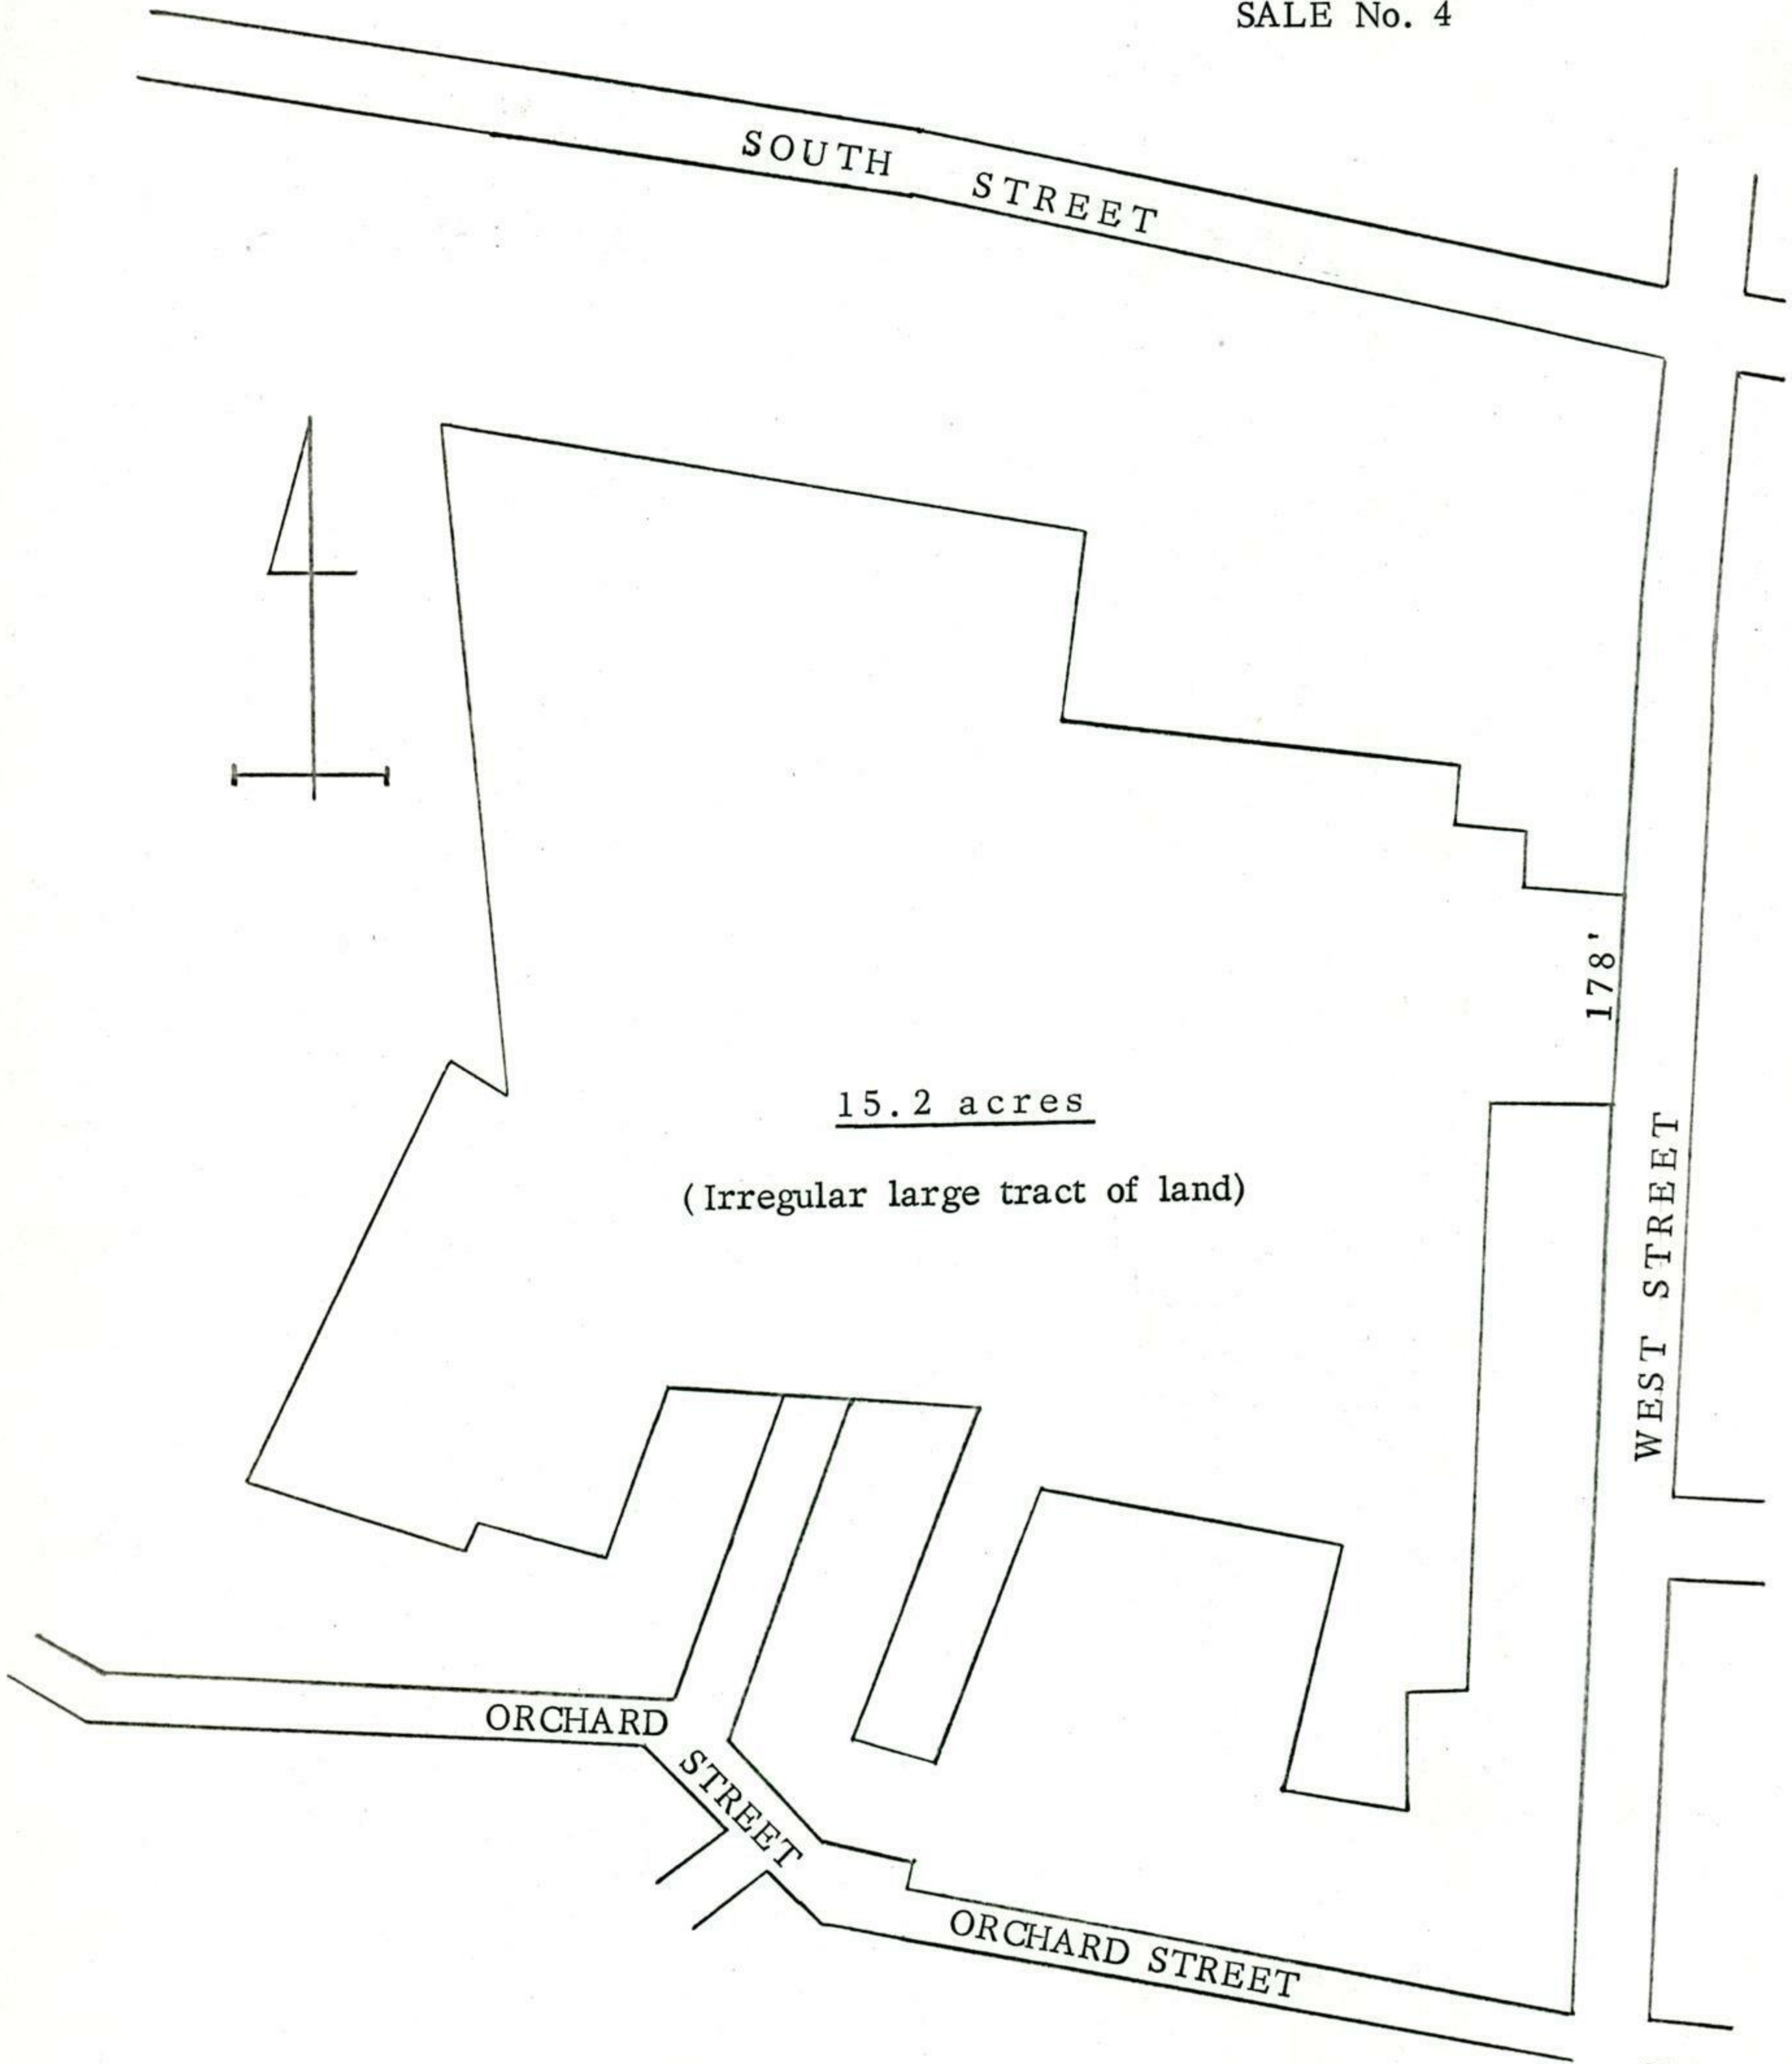 SALE No. 4
SOUTH STREET
178'
15.2 acres
(Irregular large tract of land)
WEST STREET
ORCHARD
STREET
ORCHARD STREET